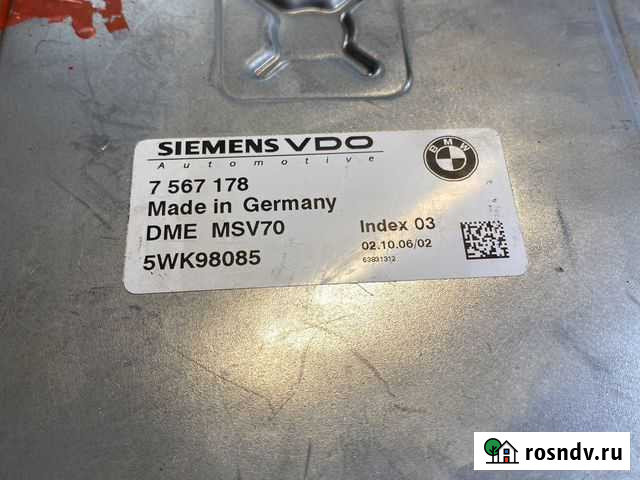 SIEMENS VDO
Automotive
BMW
7 567 178
Made in Germany
DME MSV70
Index 03
5WK98085
02.10.06/02
63831312
rosndv.ru